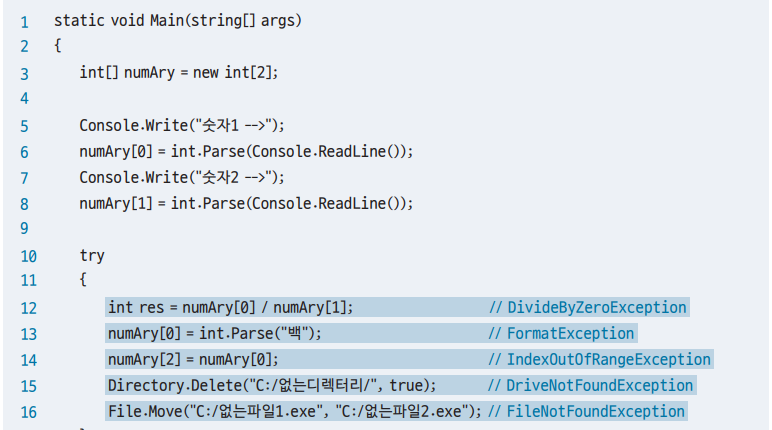 1 static void Main(string[] args)
2 {
3 int[] numAry = new int[2];
4
5 Console.Write("숫자1 -->");
6 numAry[0] = int.Parse(Console.ReadLine());
7 Console.Write("숫자2 -->");
8 numAry[1] = int.Parse(Console.ReadLine());
9
10 try
11 {
12 int res = numAry[0] / numAry[1]; // DivideByZeroException
13 numAry[0] = int.Parse("백"); // FormatException
14 numAry[2] = numAry[0]; // IndexOutOfRangeException
15 Directory.Delete("C:/없는디렉터리/", true); // DriveNotFoundException
16 File.Move("C:/없는파일1.exe", "C:/없는파일2.exe"); // FileNotFoundException